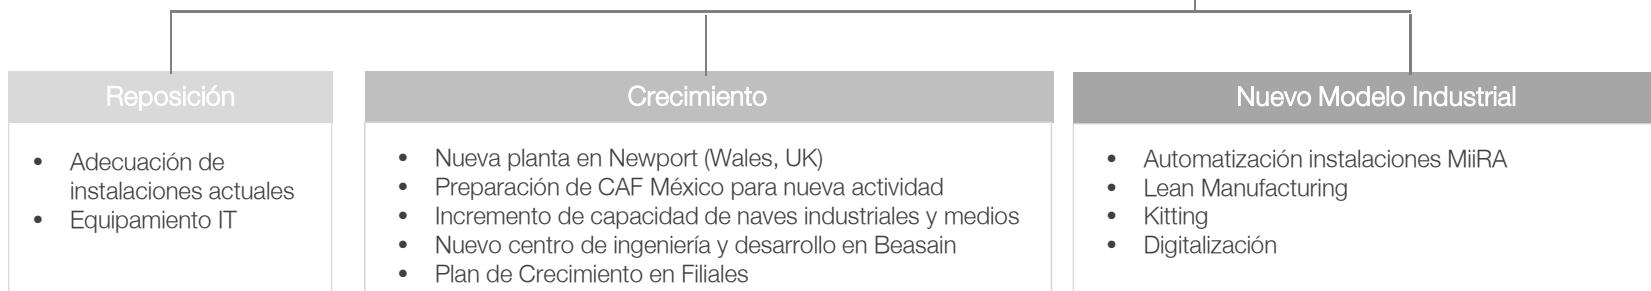 Reposición
• Adecuación de
instalaciones actuales
• Equipamiento IT
Crecimiento
• Nueva planta en Newport (Wales, UK)
• Preparación de CAF México para nueva actividad
• Incremento de capacidad de naves industriales y medios
• Nuevo centro de ingeniería y desarrollo en Beasain
• Plan de Crecimiento en Filiales
Nuevo Modelo Industrial
• Automatización instalaciones MiiRA
• Lean Manufacturing
• Kitting
• Digitalización